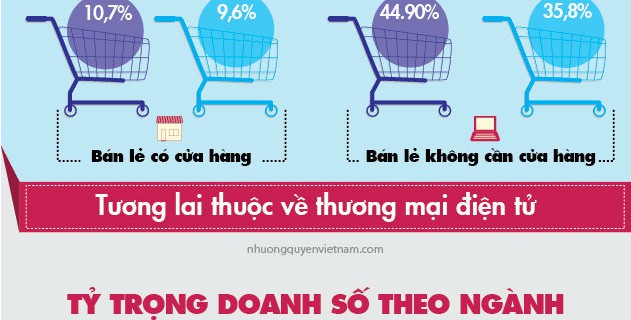 10,7%
9,6%
44.90%
35,8%
Bán lẻ có cửa hàng
Bán lẻ không cần cửa hàng
Tương lai thuộc về thương mại điện tử
nhuongquyenvietnam.com
TỶ TRỌNG DOANH SỐ THEO NGÀNH